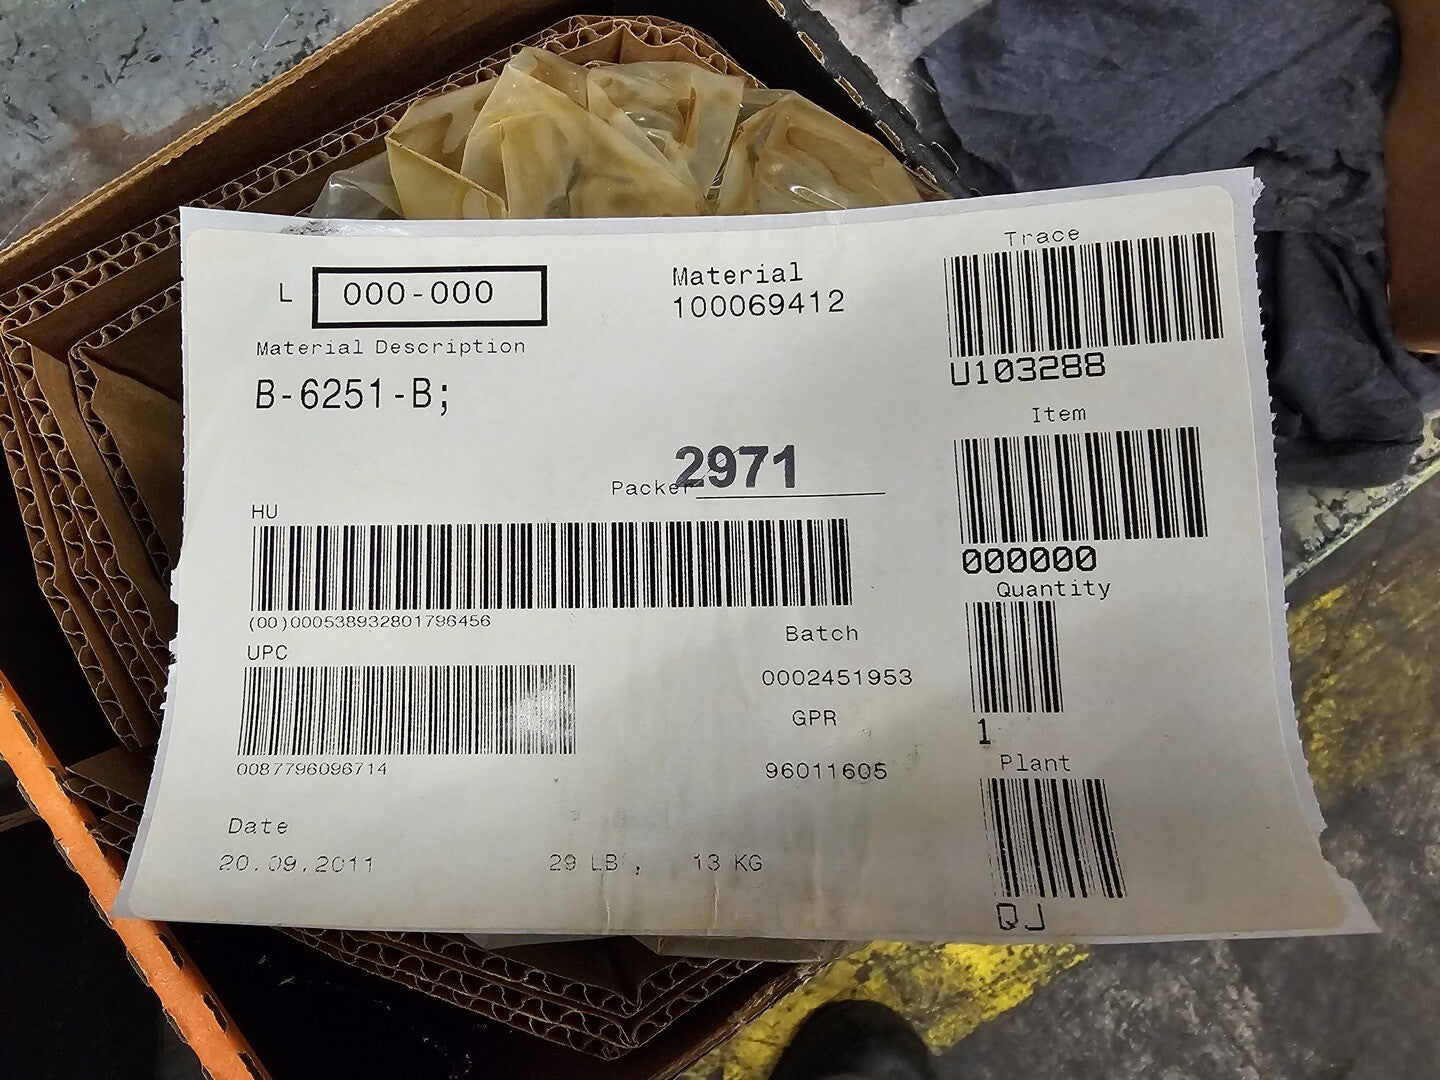 L 000-000
Material Description
B-6251-B;
Material
100069412
Trace
U103288
Item
000000
Packer 2971
HU
(00)000538932801796456
UPC
0087796096714
Quantity
1
Batch
0002451953
GPR
96011605
Plant
QJ
Date
20.09.2011
29 LB , 13 KG